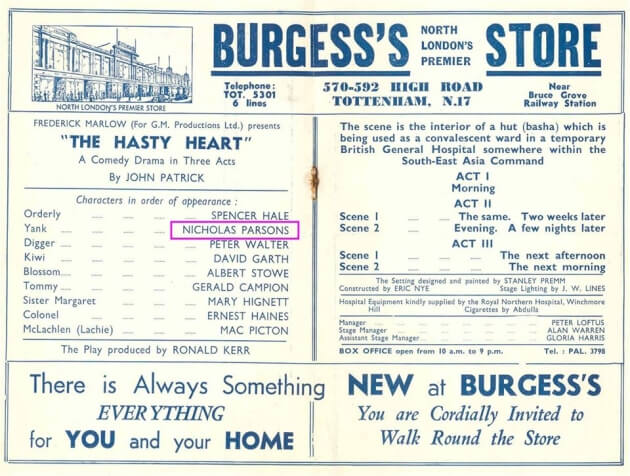 BURGESS'S NORTH LONDON'S PREMIER STORE
NORTH LONDON'S PREMIER STORE
Telephone:
TOT. 5301
6 lines
570-592 HIGH ROAD
TOTTENHAM, N.17
Near
Bruce Grove
Railway Station
FREDERICK MARLOW (For G.M. Productions Ltd.) presents
"THE HASTY HEART"
A Comedy Drama in Three Acts
By JOHN PATRICK
Characters in order of appearance :
Orderly .... .... .... .... SPENCER HALE
Yank .... .... .... NICHOLAS PARSONS
Digger .... .... .... .... PETER WALTER
Kiwi .... .... .... .... DAVID GARTH
Blossom.... .... .... .... ALBERT STOWE
Tommy .... .... .... GERALD CAMPION
Sister Margaret .... .... MARY HIGNETT
Colonel .... .... .... ERNEST HAINES
McLachlen (Lachie) .... .... MAC PICTON
The Play produced by RONALD KERR
The scene is the interior of a hut (basha) which is
being used as a convalescent ward in a temporary
British General Hospital somewhere within the
South-East Asia Command
ACT I
Morning
ACT II
Scene 1 .... .... The same. Two weeks later
Scene 2 .... Evening. A few nights later
ACT III
Scene 1 .... .... .... The next afternoon
Scene 2 .... .... .... The next morning
The Setting designed and painted by STANLEY PREMM
Constructed by ERIC NYE Stage Lighting by J. W. LINES
Hospital Equipment kindly supplied by the Royal Northern Hospital, Winchmore
Hill Cigarettes by Abdulla
Manager .... .... .... .... PETER LOFTUS
Stage Manager .... .... .... .... ALAN WARREN
Assistant Stage Manager.... .... .... GLORIA HARRIS
BOX OFFICE open from 10 a.m. to 9 p.m. Tel. : PAL. 3798
There is Always Something
EVERYTHING
for YOU and your HOME
NEW at BURGESS'S
You are Cordially Invited to
Walk Round the Store